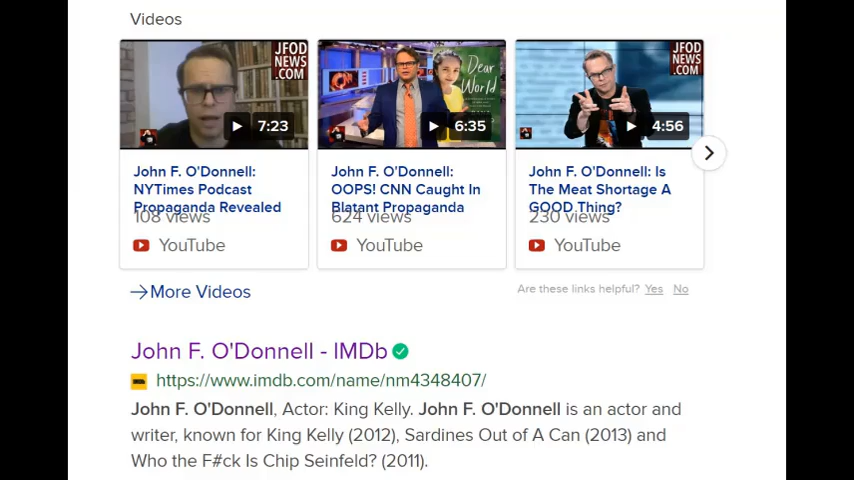 Videos
JFOD
NEWS
.COM
7:23
Dear
World
6:35
JFOD
NEWS
.COM
4:56
John F. O'Donnell:
NYTimes Podcast
Propaganda Revealed
108 views
YouTube
John F. O'Donnell:
OOPS! CNN Caught In
Blatant Propaganda
624 views
YouTube
John F. O'Donnell: Is
The Meat Shortage A
GOOD Thing?
230 views
YouTube
More Videos
Are these links helpful? Yes No
John F. O'Donnell - IMDb
https://www.imdb.com/name/nm4348407/
John F. O'Donnell, Actor: King Kelly. John F. O'Donnell is an actor and
writer, known for King Kelly (2012), Sardines Out of A Can (2013) and
Who the F#ck Is Chip Seinfeld? (2011).